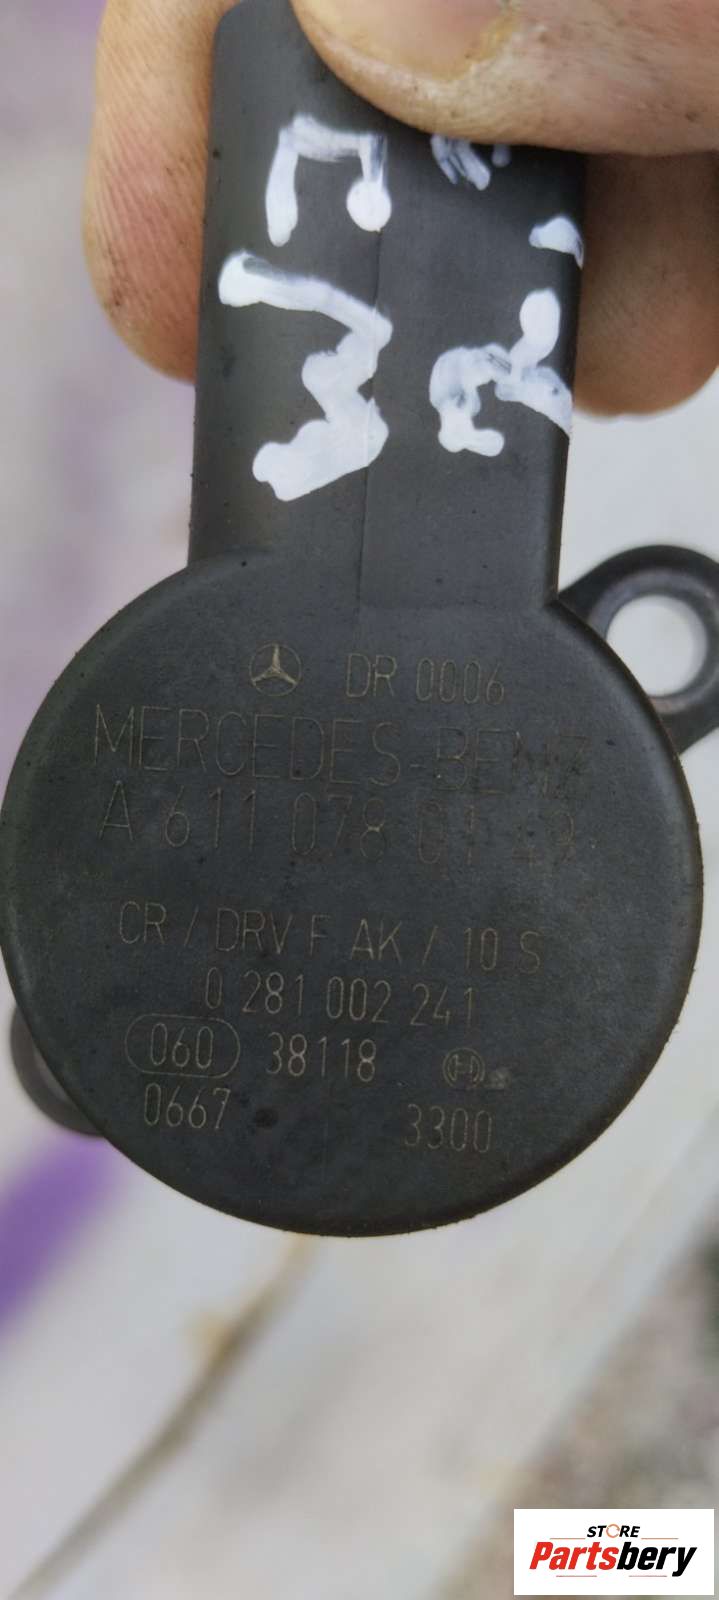 DR 0006
MERCEDES-BENZ
A 611 078 01 49
CR / DRV F AK / 10 S
0 281 002 241
060 38118
0667 3300
STORE
Partsbery